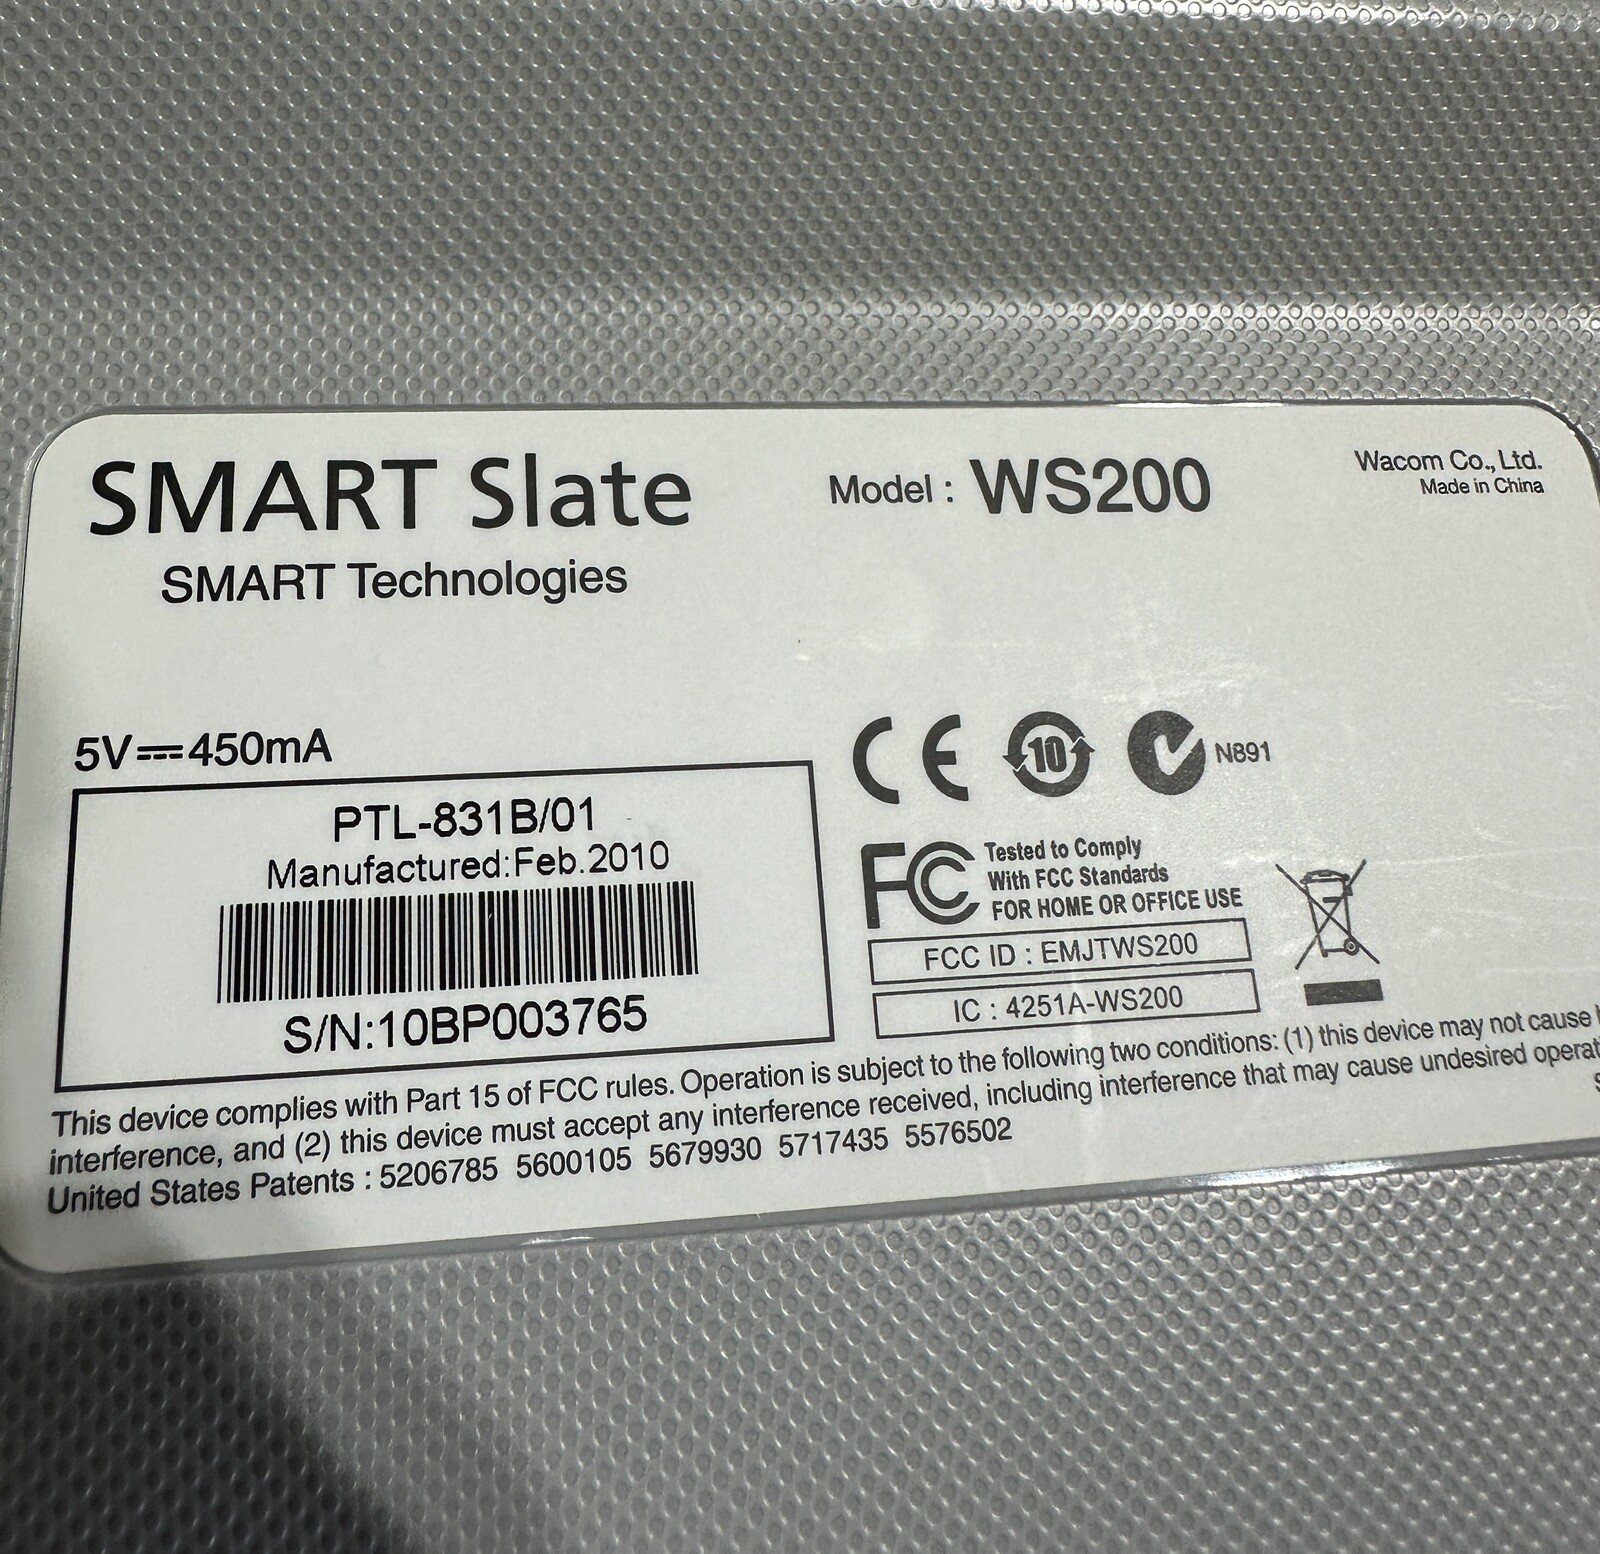 SMART Slate
SMART Technologies
Model : WS200
Wacom Co., Ltd.
Made in China
5V⎓450mA
PTL-831B/01
Manufactured:Feb.2010
S/N:10BP003765
CE
10
N891
FC
Tested to Comply
With FCC Standards
FOR HOME OR OFFICE USE
FCC ID : EMJTWS200
IC : 4251A-WS200
This device complies with Part 15 of FCC rules. Operation is subject to the following two conditions: (1) this device may not cause
interference, and (2) this device must accept any interference received, including interference that may cause undesired
United States Patents : 5206785 5600105 5679930 5717435 5576502